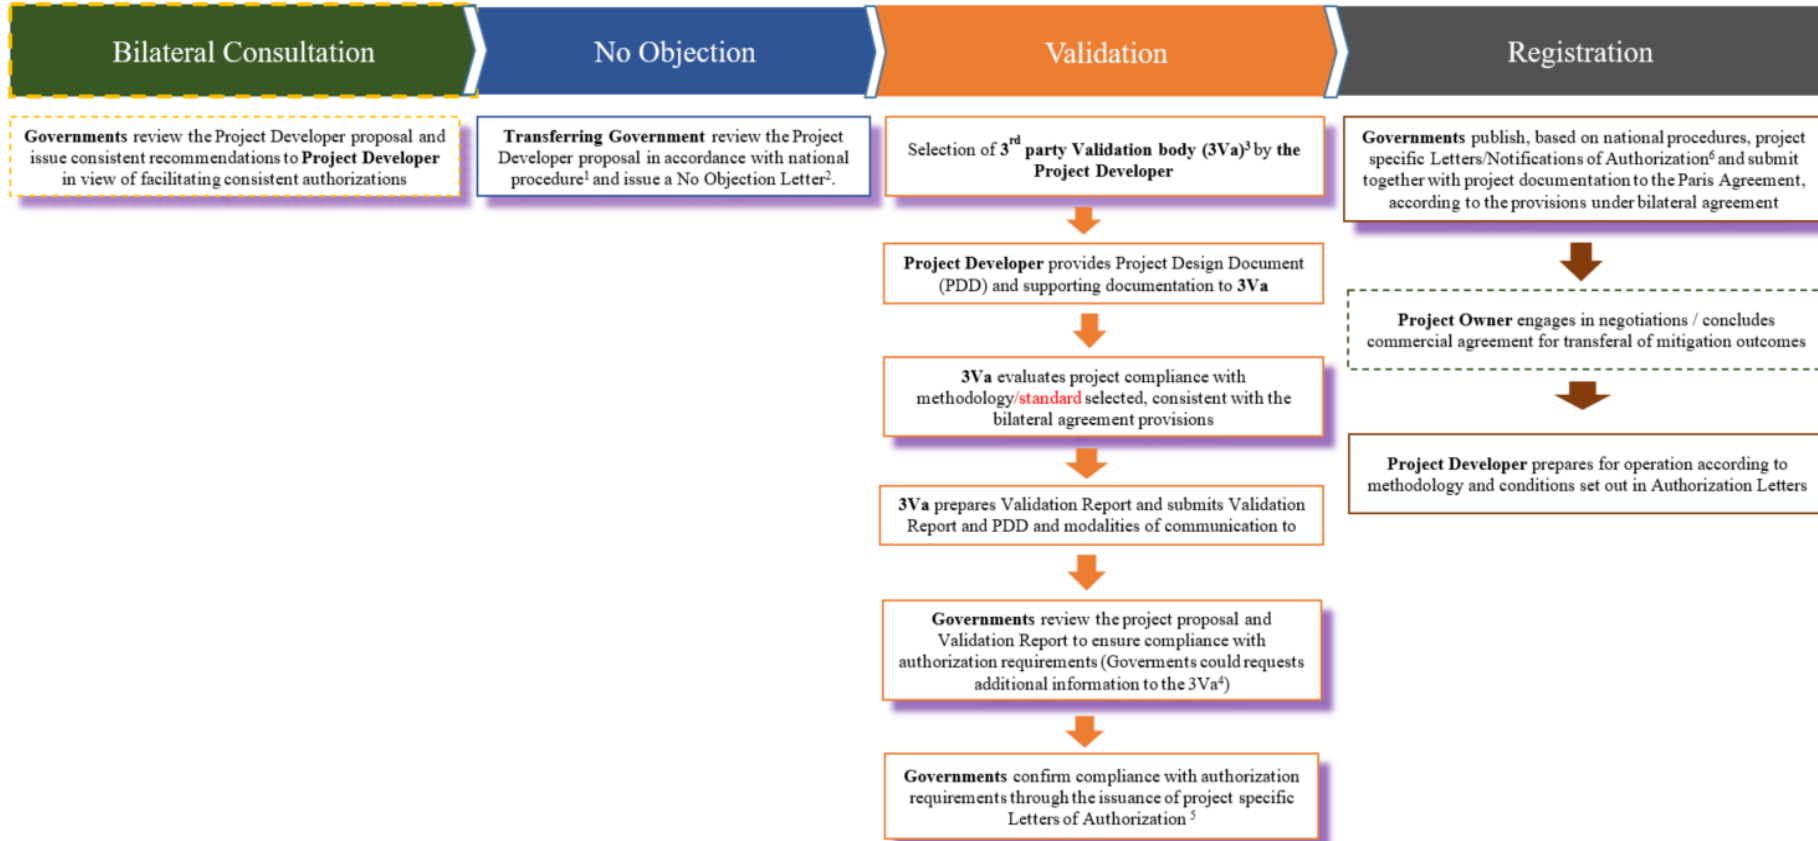 Bilateral Consultation
No Objection
Validation
Registration
Governments review the Project Developer proposal and
issue consistent recommendations to Project Developer
in view of facilitating consistent authorizations
Transferring Government review the Project
Developer proposal in accordance with national
procedure¹ and issue a No Objection Letter².
Selection of 3rd party Validation body (3Va)³ by the
Project Developer
Project Developer provides Project Design Document
(PDD) and supporting documentation to 3Va
3Va evaluates project compliance with
methodology/standard selected, consistent with the
bilateral agreement provisions
3Va prepares Validation Report and submits Validation
Report and PDD and modalities of communication to
Governments review the project proposal and
Validation Report to ensure compliance with
authorization requirements (Goverments could requests
additional information to the 3Va⁴)
Governments confirm compliance with authorization
requirements through the issuance of project specific
Letters of Authorization ⁵
Governments publish, based on national procedures, project
specific Letters/Notifications of Authorization⁶ and submit
together with project documentation to the Paris Agreement,
according to the provisions under bilateral agreement
Project Owner engages in negotiations / concludes
commercial agreement for transferal of mitigation outcomes
Project Developer prepares for operation according to
methodology and conditions set out in Authorization Letters